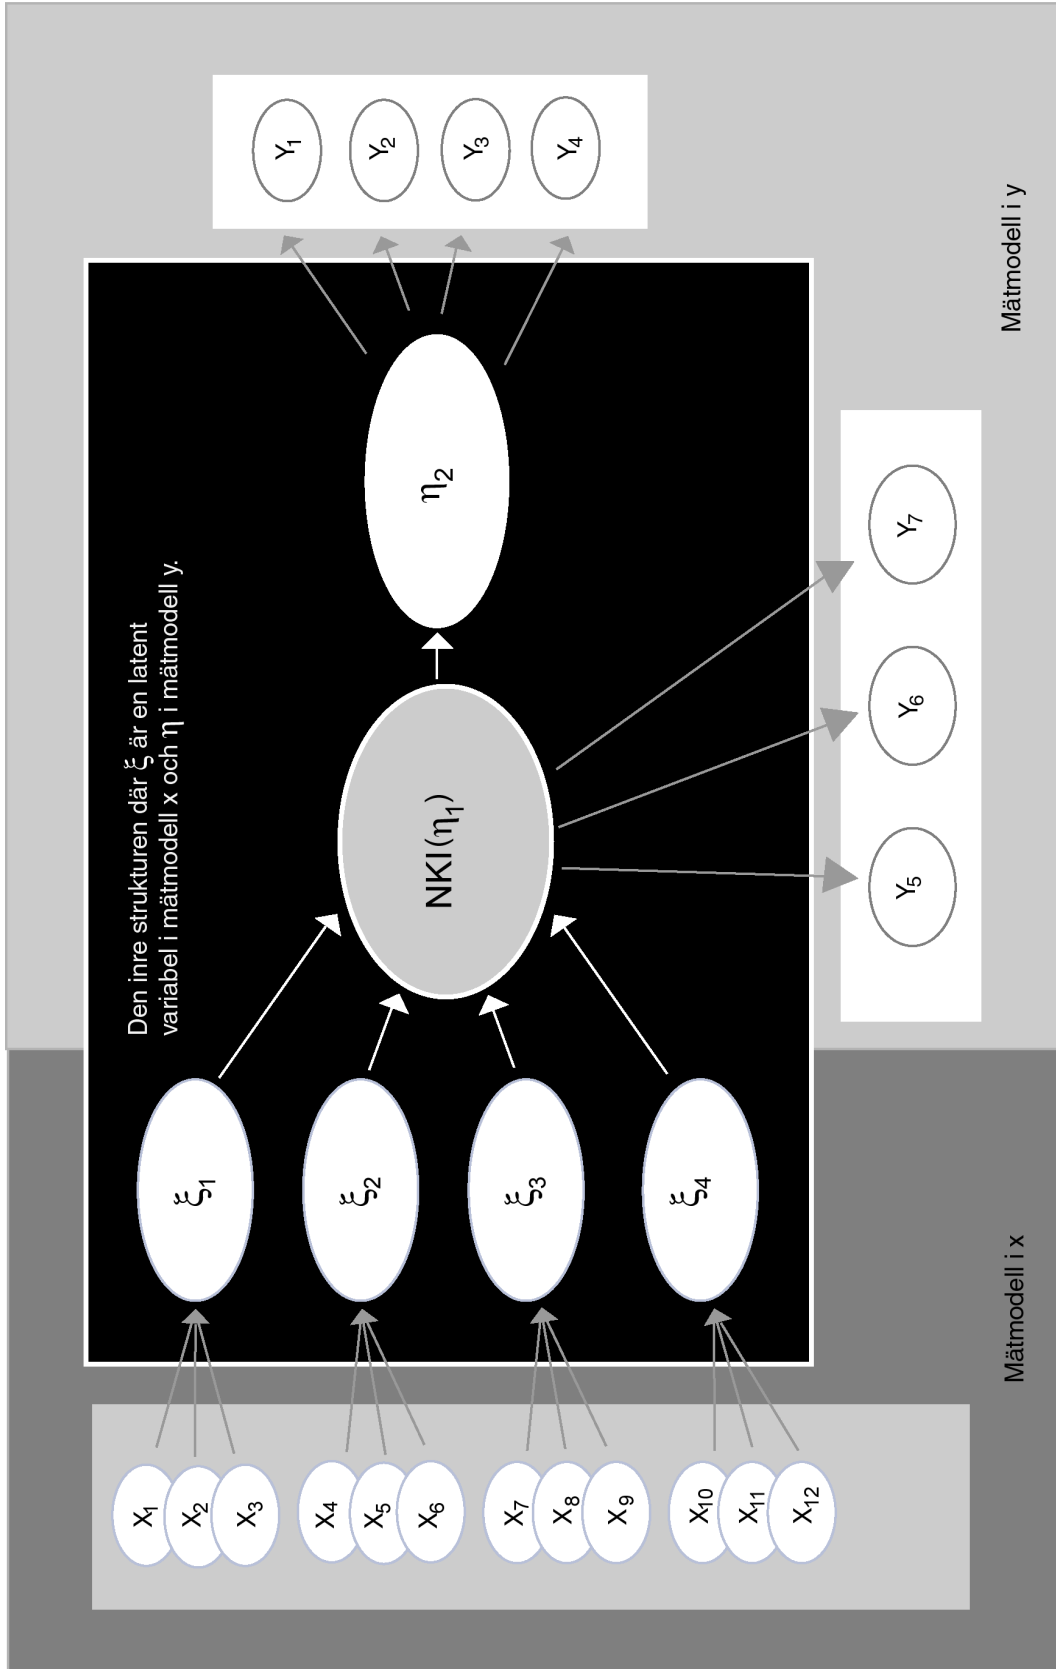 Den inre strukturen där ξ är en latent
variabel i mätmodell x och η i mätmodell y.
X1
X2
X3
X4
X5
X6
X7
X8
X9
X10
X11
X12
ξ1
ξ2
ξ3
ξ4
NKI(η1)
η2
Y1
Y2
Y3
Y4
Y5
Y6
Y7
Mätmodell i x
Mätmodell i y